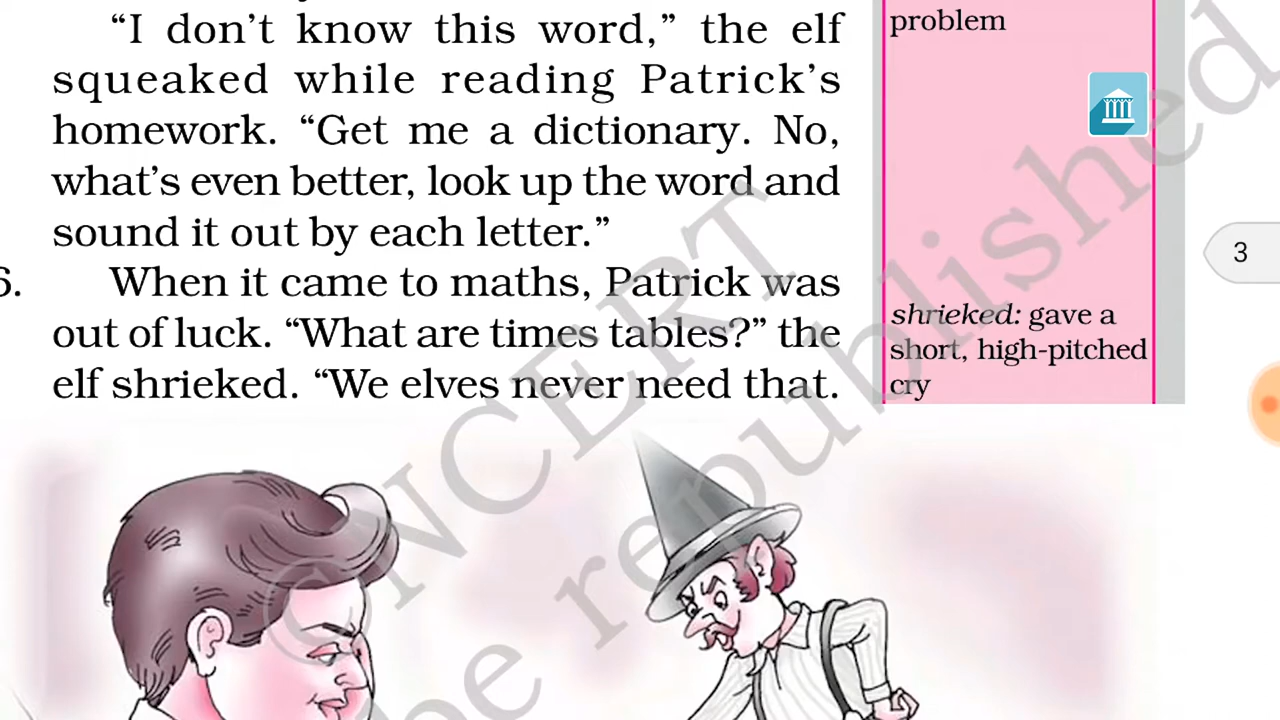 “I don’t know this word,” the elf
squeaked while reading Patrick’s
homework. “Get me a dictionary. No,
what’s even better, look up the word and
sound it out by each letter.”
6. When it came to maths, Patrick was
out of luck. “What are times tables?” the
elf shrieked. “We elves never need that.
problem
shrieked: gave a
short, high-pitched
cry
3
© NCERT
be republished